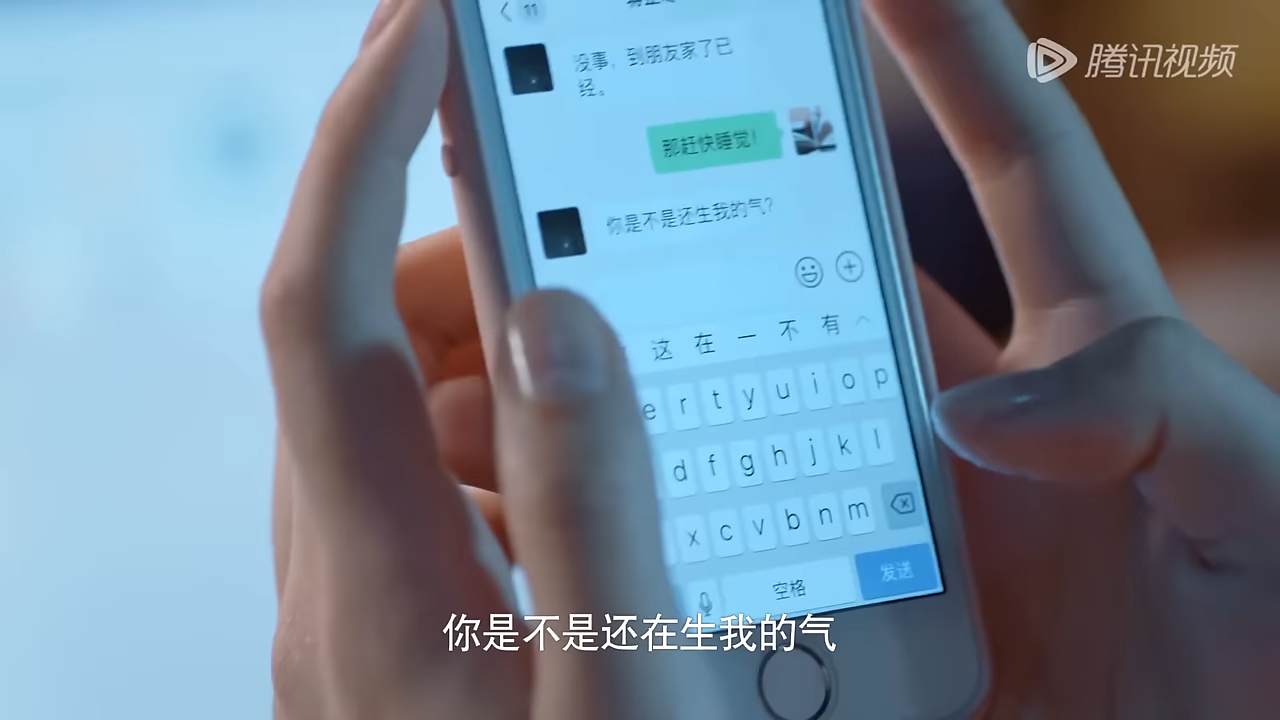 11
腾讯视频
没事，到朋友家了已
经。
那赶快睡觉！
你是不是还生我的气？
这 在 一 不 有
e r t y u i o p
d f g h j k l
x c v b n m
空格 发送
你是不是还在生我的气